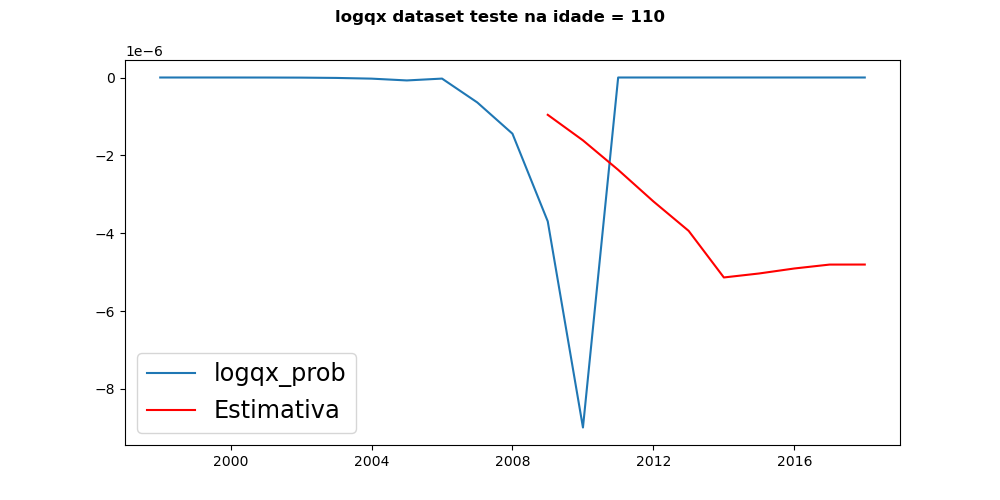 logqx dataset teste na idade = 110
1e−6
0
−2
−4
−6
−8
logqx_prob
Estimativa
2000 2004 2008 2012 2016